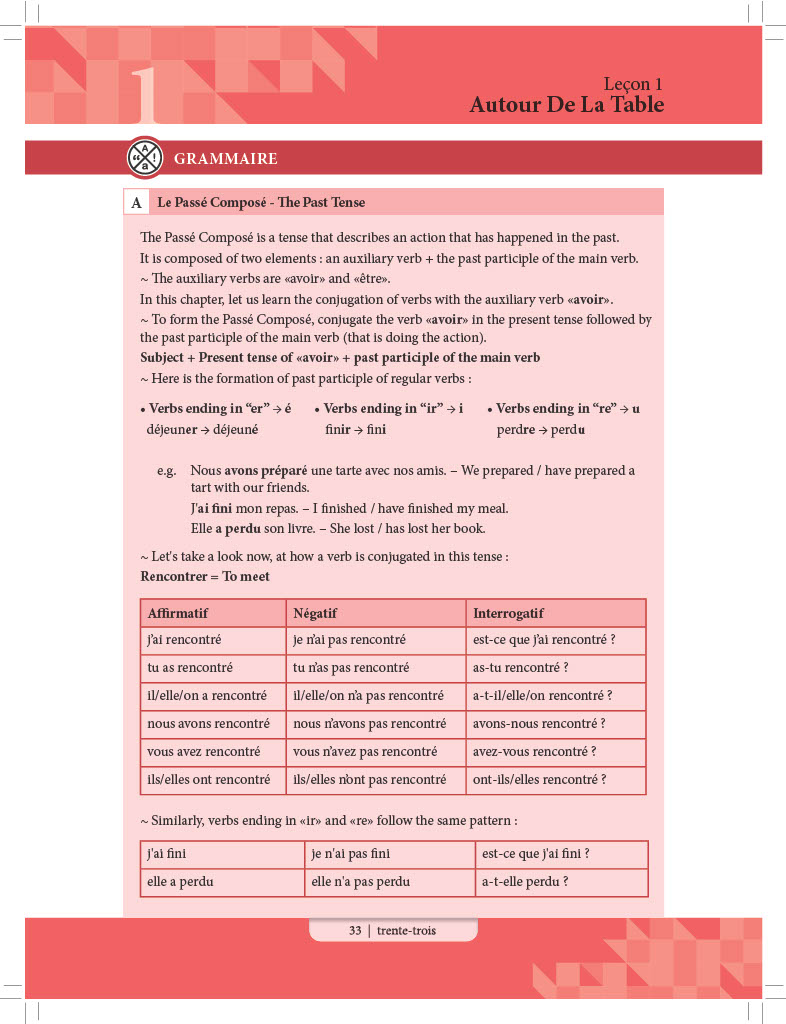 1
Leçon 1
Autour De La Table
GRAMMAIRE
A Le Passé Composé - The Past Tense
The Passé Composé is a tense that describes an action that has happened in the past.
It is composed of two elements : an auxiliary verb + the past participle of the main verb.
~ The auxiliary verbs are «avoir» and «être».
In this chapter, let us learn the conjugation of verbs with the auxiliary verb «avoir».
~ To form the Passé Composé, conjugate the verb «avoir» in the present tense followed by
the past participle of the main verb (that is doing the action).
Subject + Present tense of «avoir» + past participle of the main verb
~ Here is the formation of past participle of regular verbs :
• Verbs ending in “er” → é • Verbs ending in “ir” → i • Verbs ending in “re” → u
déjeuner → déjeuné finir → fini perdre → perdu
e.g. Nous avons préparé une tarte avec nos amis. – We prepared / have prepared a
tart with our friends.
J'ai fini mon repas. – I finished / have finished my meal.
Elle a perdu son livre. – She lost / has lost her book.
~ Let's take a look now, at how a verb is conjugated in this tense :
Rencontrer = To meet
Affirmatif Négatif Interrogatif
j’ai rencontré je n’ai pas rencontré est-ce que j’ai rencontré ?
tu as rencontré tu n’as pas rencontré as-tu rencontré ?
il/elle/on a rencontré il/elle/on n’a pas rencontré a-t-il/elle/on rencontré ?
nous avons rencontré nous n’avons pas rencontré avons-nous rencontré ?
vous avez rencontré vous n’avez pas rencontré avez-vous rencontré ?
ils/elles ont rencontré ils/elles n’ont pas rencontré ont-ils/elles rencontré ?
~ Similarly, verbs ending in «ir» and «re» follow the same pattern :
j'ai fini je n'ai pas fini est-ce que j'ai fini ?
elle a perdu elle n'a pas perdu a-t-elle perdu ?
33 | trente-trois